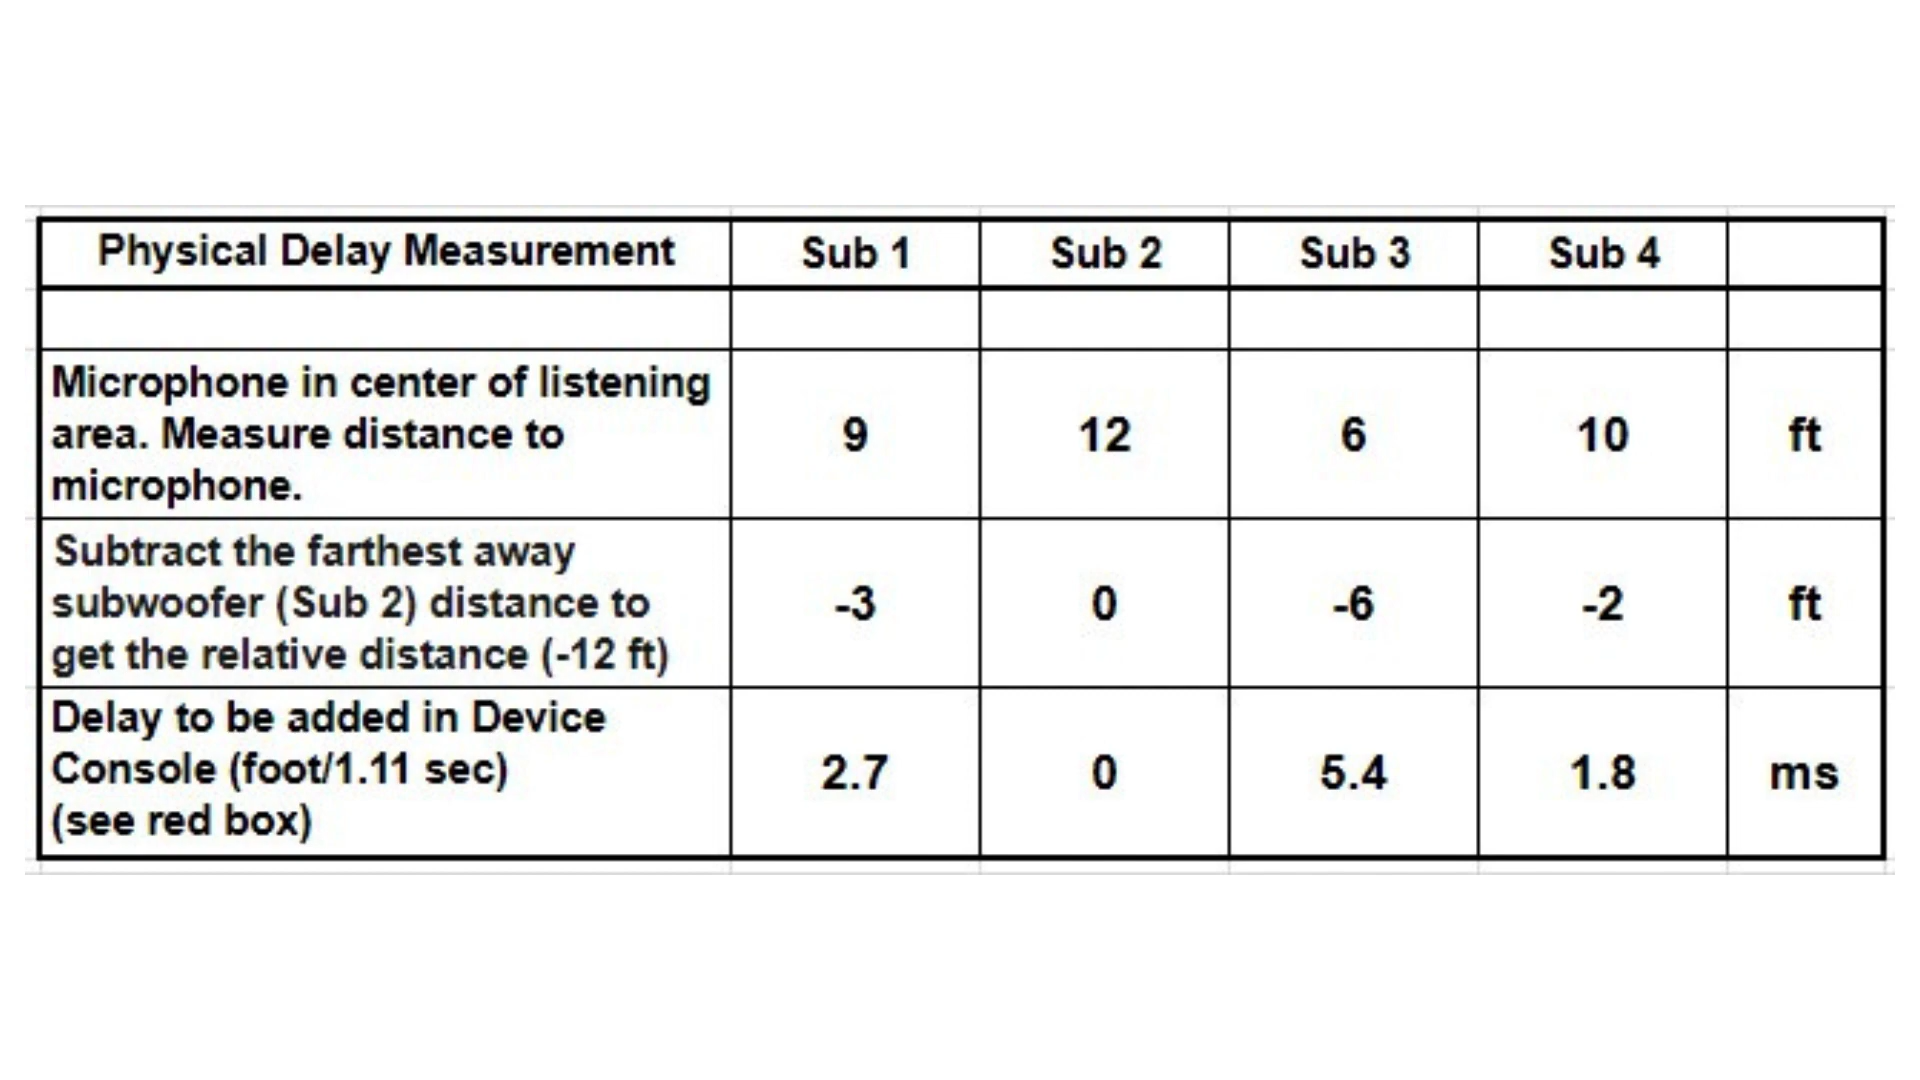 Physical Delay Measurement Sub 1 Sub 2 Sub 3 Sub 4
Microphone in center of listening
area. Measure distance to
microphone.
9 12 6 10 ft
Subtract the farthest away
subwoofer (Sub 2) distance to
get the relative distance (-12 ft)
-3 0 -6 -2 ft
Delay to be added in Device
Console (foot/1.11 sec)
(see red box)
2.7 0 5.4 1.8 ms